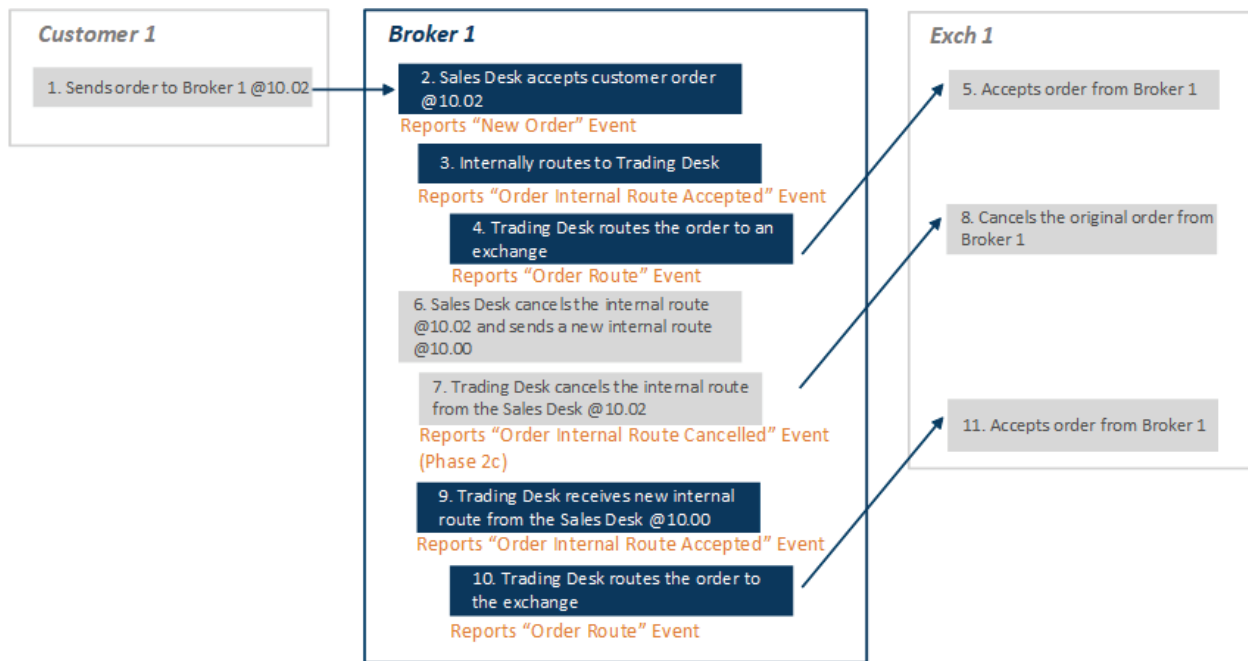 Customer 1
1. Sends order to Broker 1 @10.02
Broker 1
2. Sales Desk accepts customer order
@10.02
Reports “New Order” Event
3. Internally routes to Trading Desk
Reports “Order Internal Route Accepted” Event
4. Trading Desk routes the order to an
exchange
Reports “Order Route” Event
6. Sales Desk cancels the internal route
@10.02 and sends a new internal route
@10.00
7. Trading Desk cancels the internal route
from the Sales Desk @10.02
Reports “Order Internal Route Cancelled” Event
(Phase 2c)
9. Trading Desk receives new internal
route from the Sales Desk @10.00
Reports “Order Internal Route Accepted” Event
10. Trading Desk routes the order to
the exchange
Reports “Order Route” Event
Exch 1
5. Accepts order from Broker 1
8. Cancels the original order from
Broker 1
11. Accepts order from Broker 1